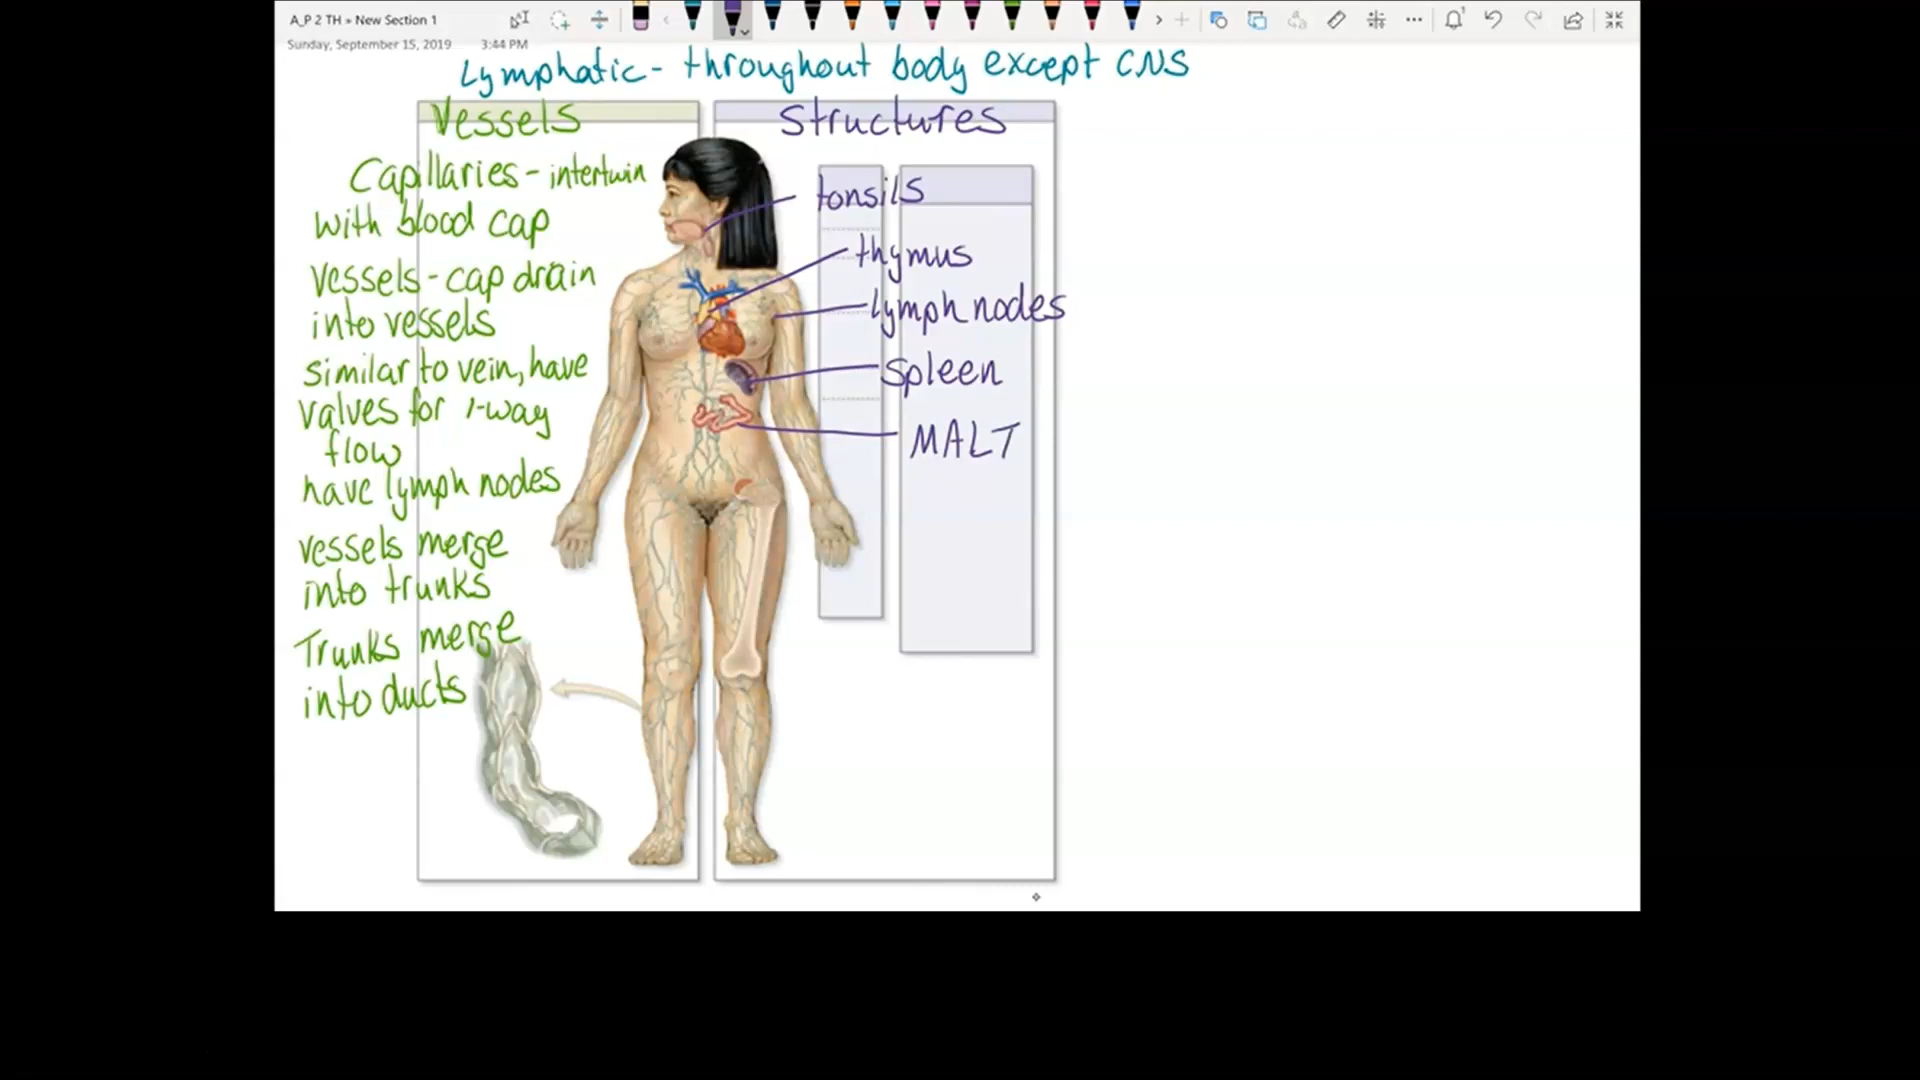 A_P 2 TH » New Section 1
Sunday, September 15, 2019 3:44 PM
Lymphatic - throughout body except CNS
Vessels
Capillaries - intertwin
with blood cap
Vessels - cap drain
into vessels
similar to vein, have
valves for 1-way
flow
have lymph nodes
vessels merge
into trunks
Trunks merge
into ducts
Structures
tonsils
thymus
lymph nodes
Spleen
MALT